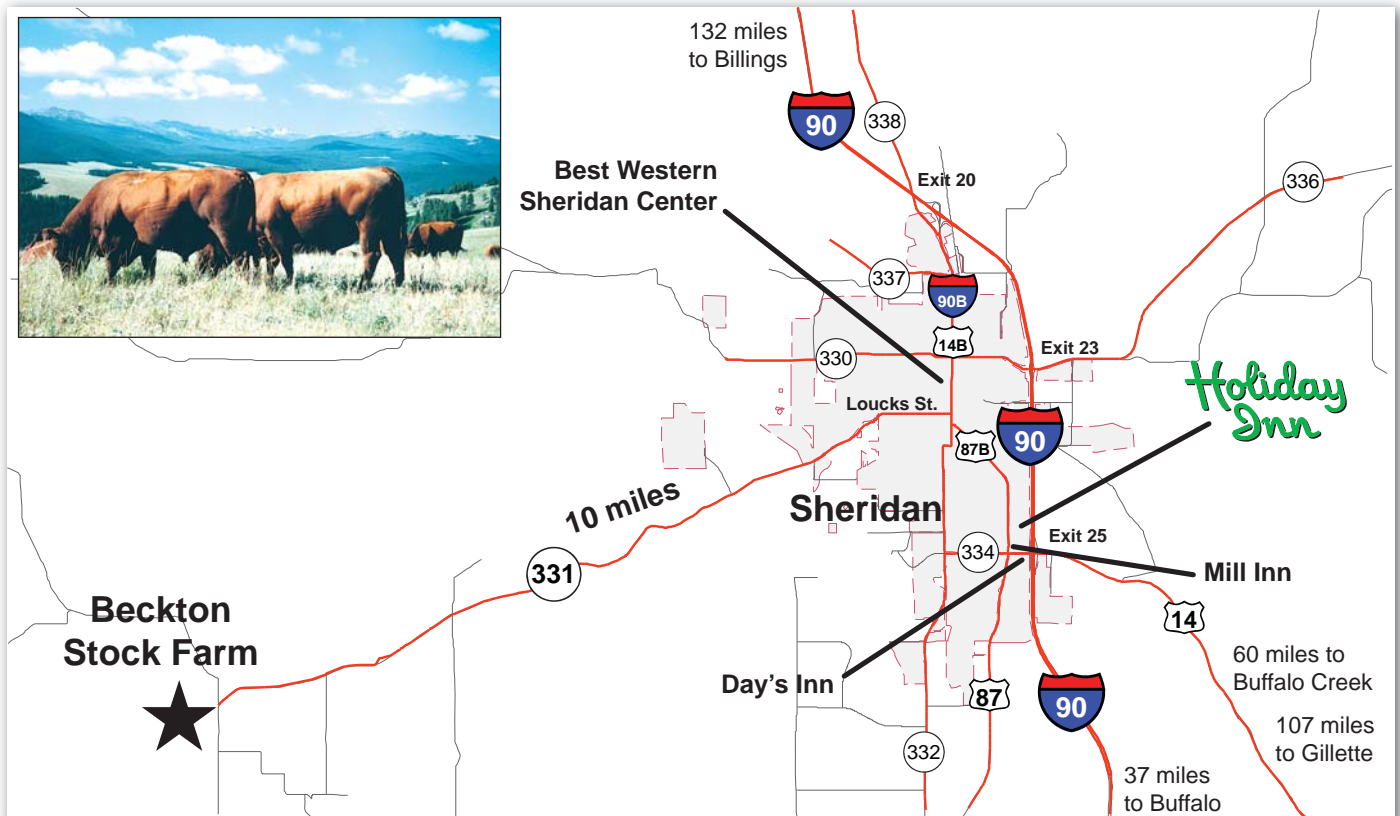 132 miles
to Billings
90
338
Best Western
Sheridan Center
Exit 20
336
337
90B
14B
330
Exit 23
Holiday
Inn
Loucks St.
87B
90
10 miles
Sheridan
334
Exit 25
331
Mill Inn
Beckton
Stock Farm
14
60 miles to
Buffalo Creek
Day's Inn
87
90
107 miles
to Gillette
332
37 miles
to Buffalo